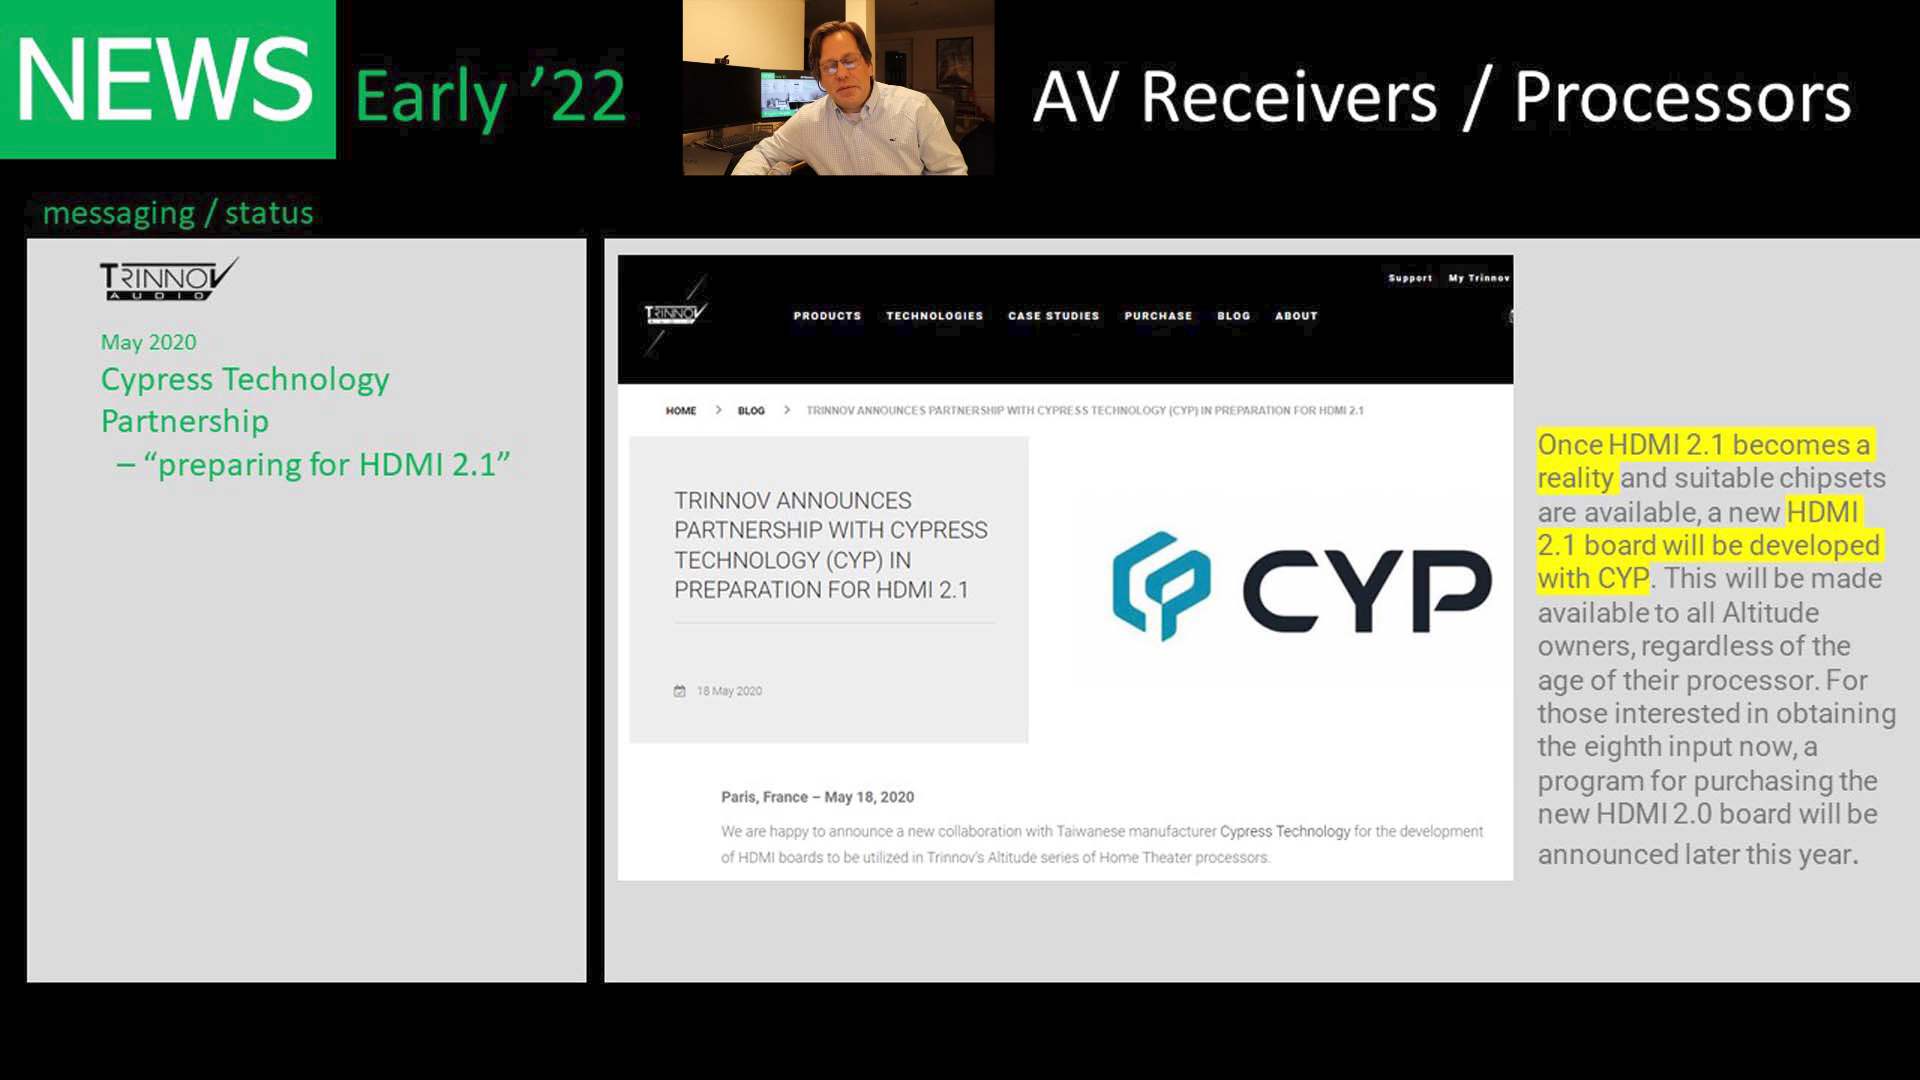 NEWS
Early ’22
AV Receivers / Processors
messaging / status
TRINNOV
AUDIO
May 2020
Cypress Technology
Partnership
– “preparing for HDMI 2.1”
Support My Trinnov
TRINNOV
AUDIO
PRODUCTS TECHNOLOGIES CASE STUDIES PURCHASE BLOG ABOUT
HOME > BLOG > TRINNOV ANNOUNCES PARTNERSHIP WITH CYPRESS TECHNOLOGY (CYP) IN PREPARATION FOR HDMI 2.1
TRINNOV ANNOUNCES
PARTNERSHIP WITH CYPRESS
TECHNOLOGY (CYP) IN
PREPARATION FOR HDMI 2.1
18 May 2020
CYP
Paris, France – May 18, 2020
We are happy to announce a new collaboration with Taiwanese manufacturer Cypress Technology for the development
of HDMI boards to be utilized in Trinnov's Altitude series of Home Theater processors.
Once HDMI 2.1 becomes a
reality and suitable chipsets
are available, a new HDMI
2.1 board will be developed
with CYP. This will be made
available to all Altitude
owners, regardless of the
age of their processor. For
those interested in obtaining
the eighth input now, a
program for purchasing the
new HDMI 2.0 board will be
announced later this year.